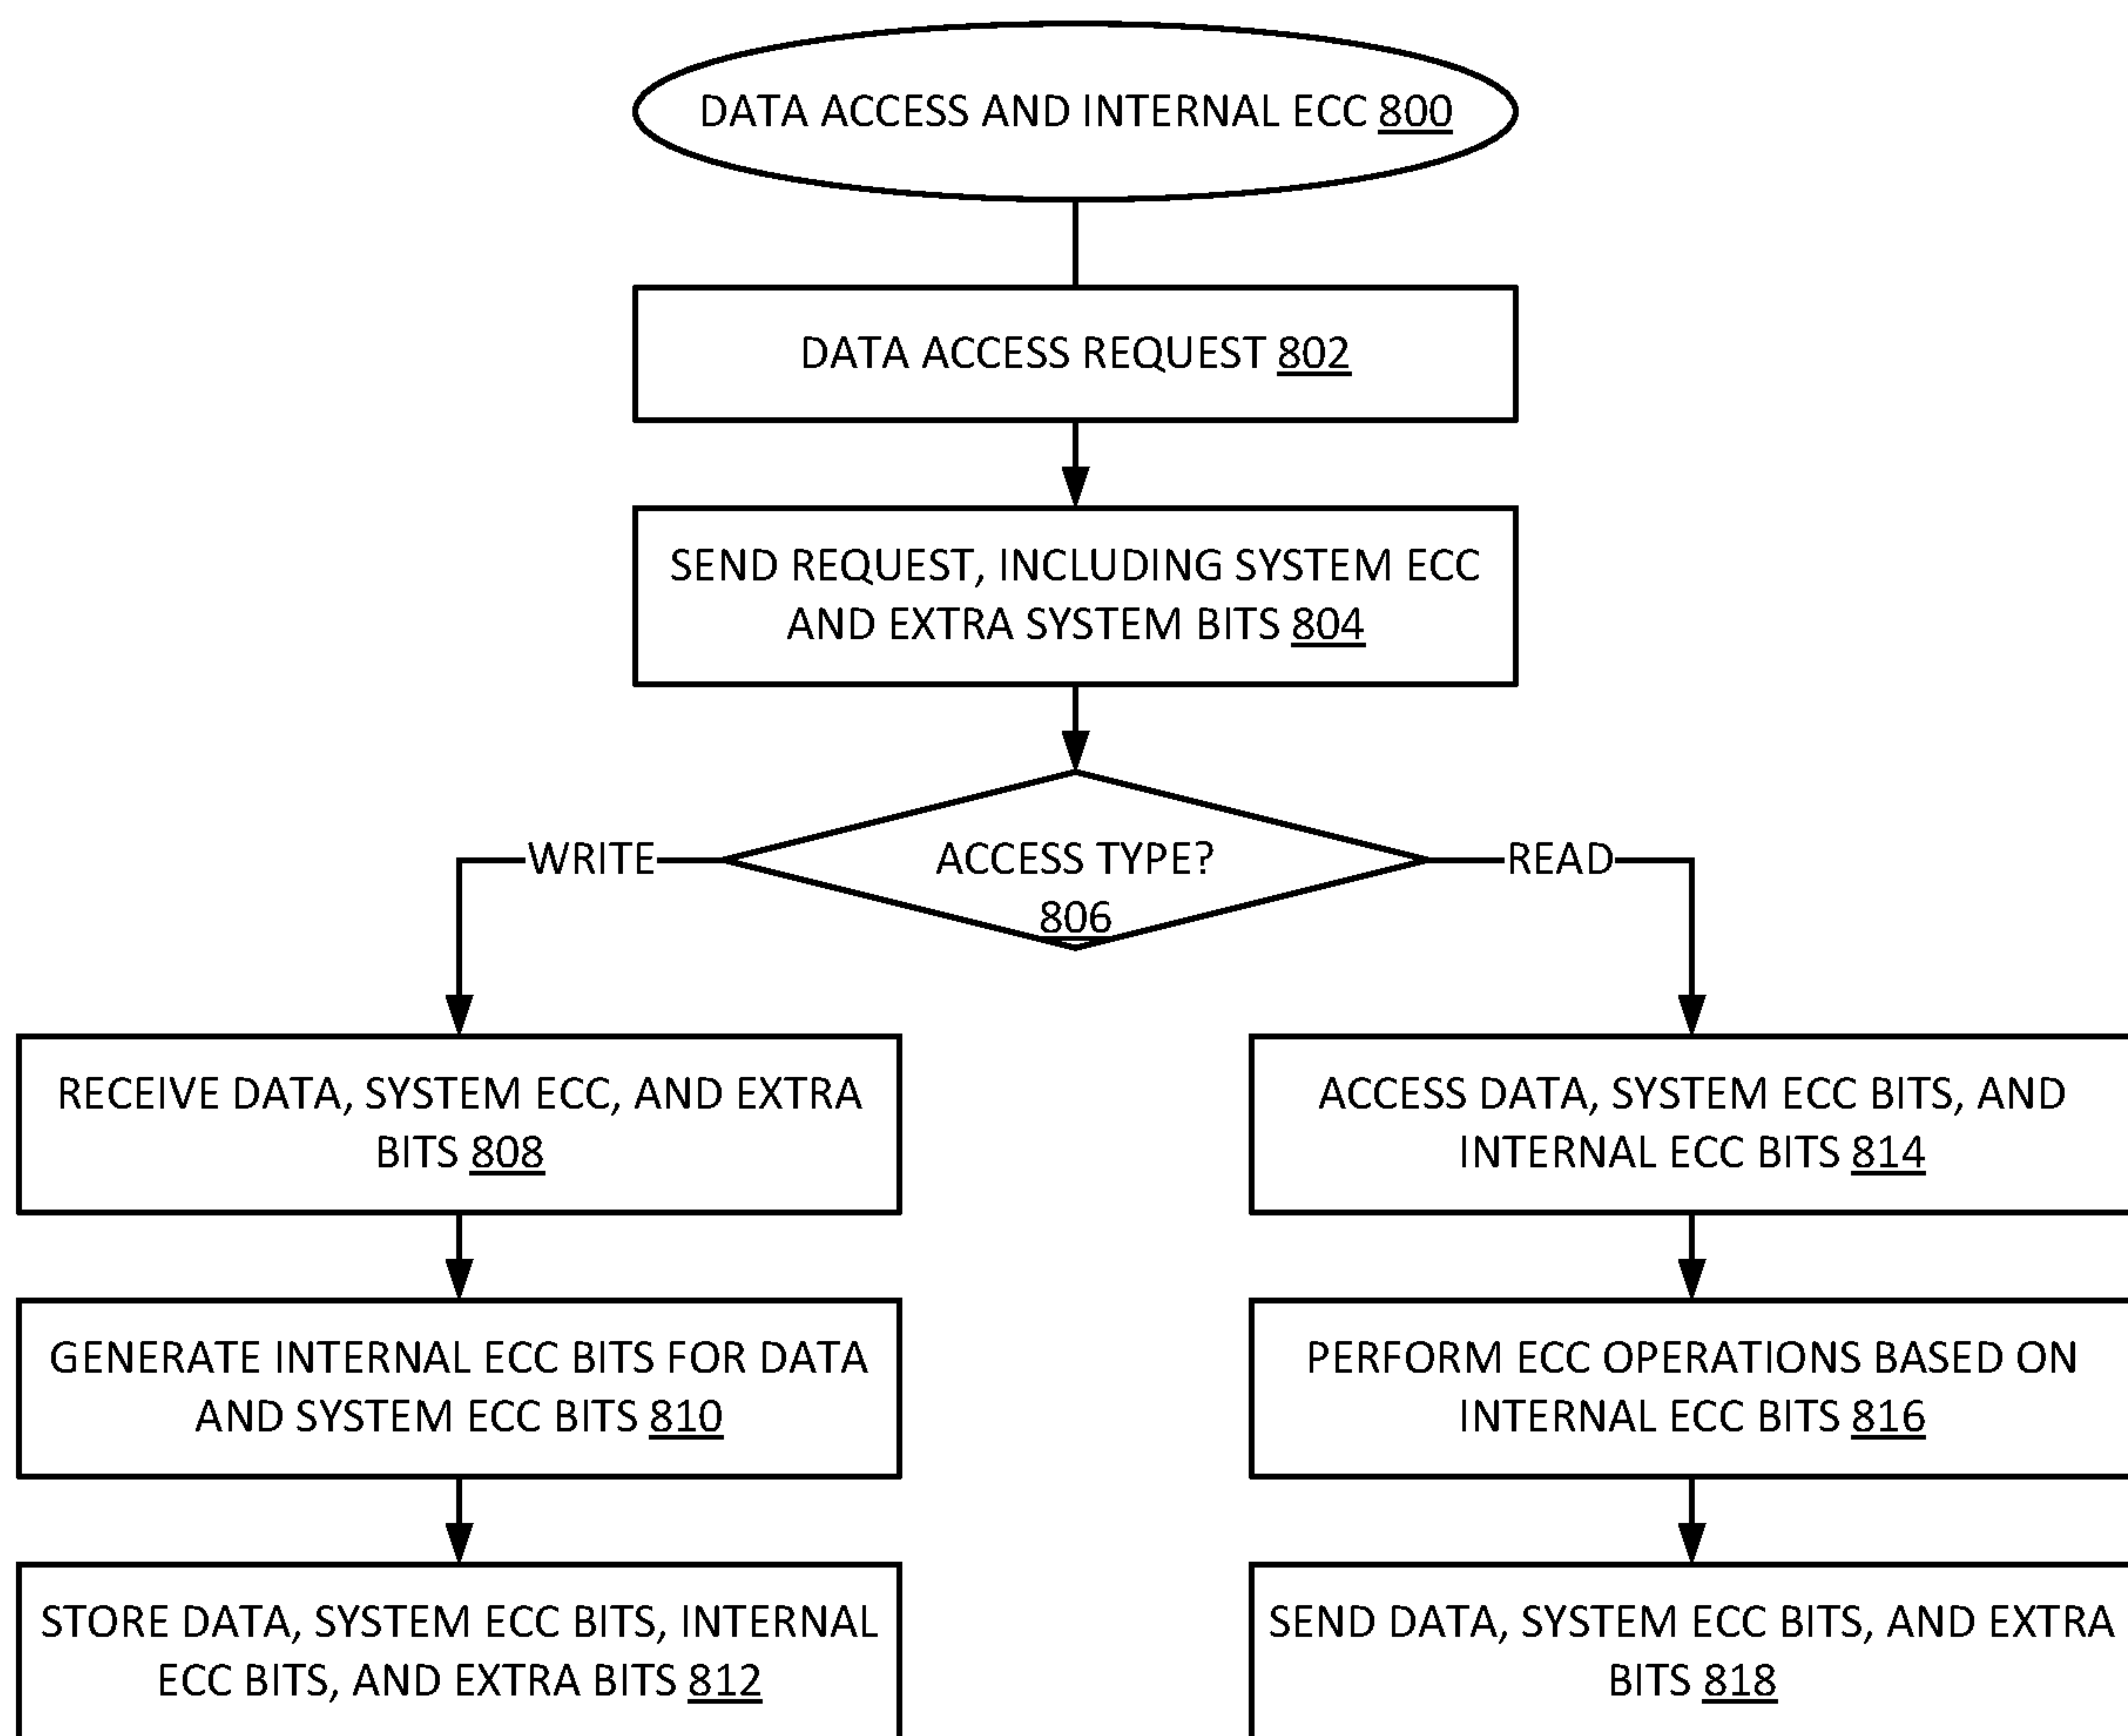 DATA ACCESS AND INTERNAL ECC 800
DATA ACCESS REQUEST 802
SEND REQUEST, INCLUDING SYSTEM ECC
AND EXTRA SYSTEM BITS 804
ACCESS TYPE?
806
WRITE
READ
RECEIVE DATA, SYSTEM ECC, AND EXTRA
BITS 808
GENERATE INTERNAL ECC BITS FOR DATA
AND SYSTEM ECC BITS 810
STORE DATA, SYSTEM ECC BITS, INTERNAL
ECC BITS, AND EXTRA BITS 812
ACCESS DATA, SYSTEM ECC BITS, AND
INTERNAL ECC BITS 814
PERFORM ECC OPERATIONS BASED ON
INTERNAL ECC BITS 816
SEND DATA, SYSTEM ECC BITS, AND EXTRA
BITS 818